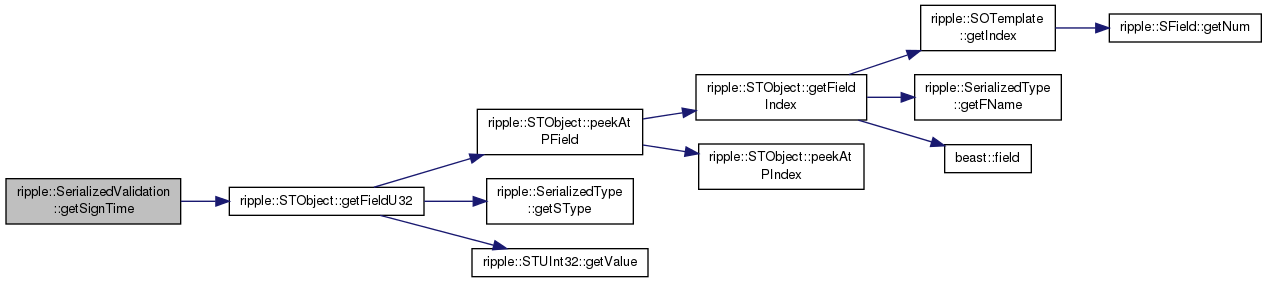 ripple::SerializedValidation
::getSignTime
ripple::STObject::getFieldU32
ripple::STObject::peekAt
PField
ripple::SerializedType
::getSType
ripple::STUInt32::getValue
ripple::STObject::getField
Index
ripple::STObject::peekAt
PIndex
ripple::SOTemplate
::getIndex
ripple::SerializedType
::getFName
beast::field
ripple::SField::getNum